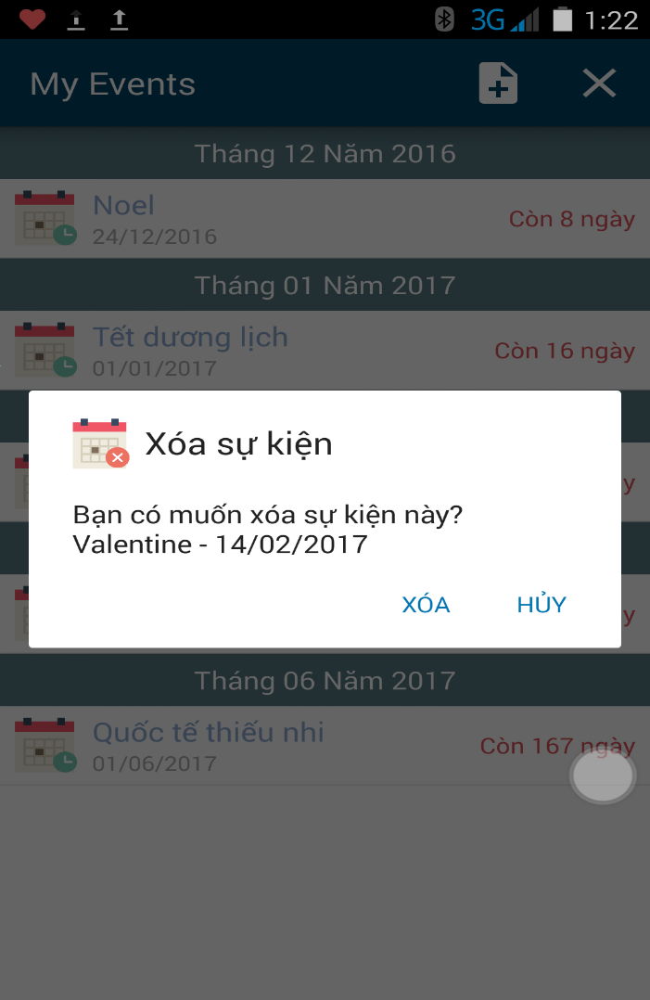 3G 1:22
My Events
Tháng 12 Năm 2016
Noel
24/12/2016
Còn 8 ngày
Tháng 01 Năm 2017
Tết dương lịch
01/01/2017
Còn 16 ngày
Xóa sự kiện
Bạn có muốn xóa sự kiện này?
Valentine - 14/02/2017
XÓA HỦY
y
y
Tháng 06 Năm 2017
Quốc tế thiếu nhi
01/06/2017
Còn 167 ngày